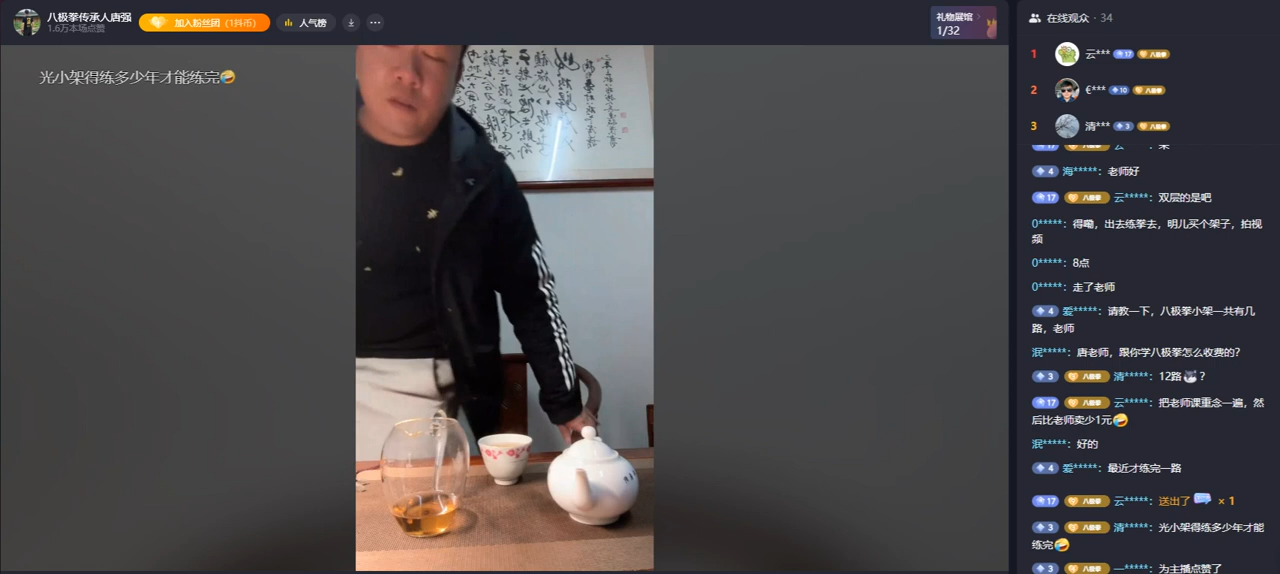 八极拳传承人唐强
1.6万本场点赞
加入粉丝团（1抖币）
人气榜
礼物展馆
1/32
光小架得练多少年才能练完🤣
在线观众 · 34
1 云*** 17 八极拳
2 €*** 10 八极拳
3 清*** 3 八极拳
4 海*****：老师好
17 八极拳 云*****：双层的是吧
0*****：得嘞，出去练拳去，明儿买个架子，拍视
频
0*****：8点
0*****：走了老师
4 爱*****：请教一下，八极拳小架一共有几
路，老师
泯*****：唐老师，跟你学八极拳怎么收费的？
3 八极拳 清*****：12路？
17 八极拳 云*****：把老师课重念一遍，然
后比老师卖少1元🤣
泯*****：好的
4 爱*****：最近才练完一路
17 八极拳 云*****：送出了 × 1
3 八极拳 清*****：光小架得练多少年才能
练完🤣
3 八极拳 一*****：为主播点赞了